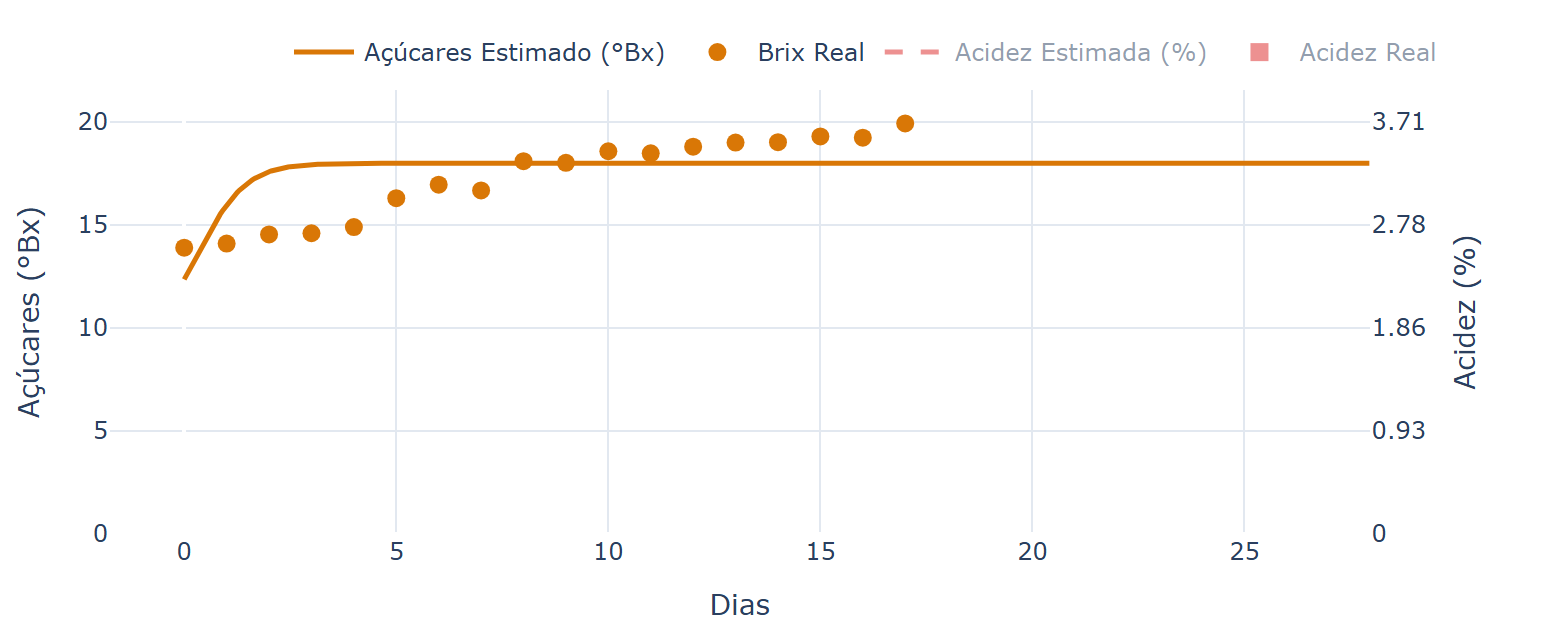 Açúcares Estimado (°Bx) Brix Real Acidez Estimada (%) Acidez Real
20 3.71
15 2.78
10 1.86
5 0.93
0 0
Açúcares (°Bx)
Acidez (%)
0 5 10 15 20 25
Dias